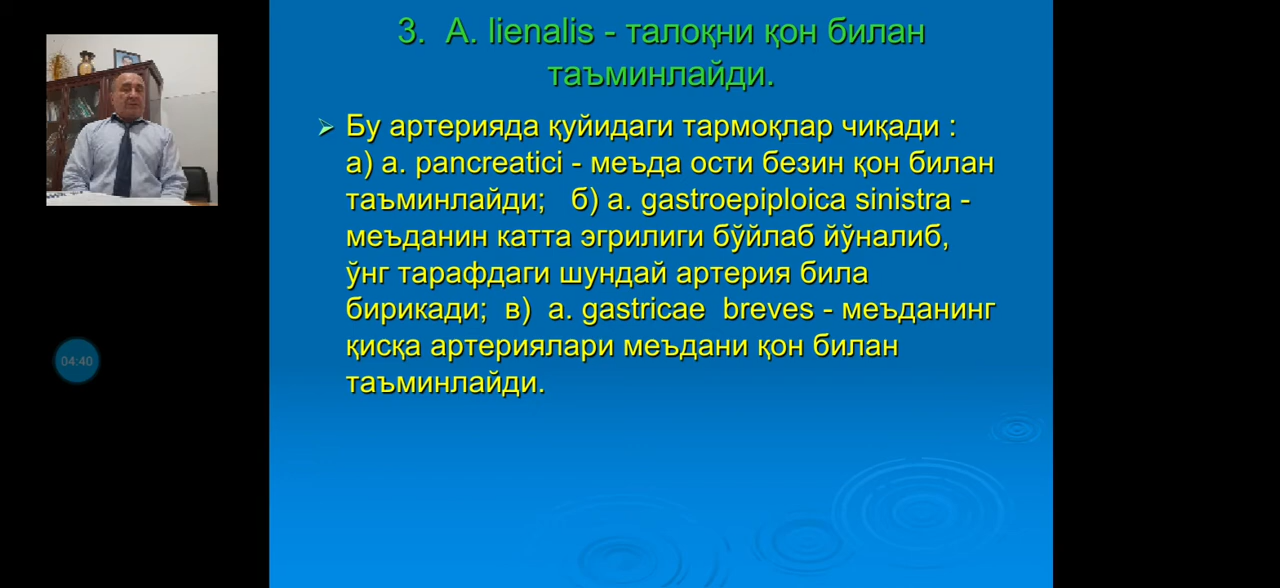 3. A. lienalis - талоқни қон билан
таъминлайди.
Бу артерияда қуйидаги тармоқлар чиқади :
а) a. pancreatici - меъда ости безин қон билан
таъминлайди; б) a. gastroepiploica sinistra -
меъданин катта эгрилиги бўйлаб йўналиб,
ўнг тарафдаги шундай артерия била
бирикади; в) a. gastricae breves - меъданинг
қисқа артериялари меъдани қон билан
таъминлайди.
04:40